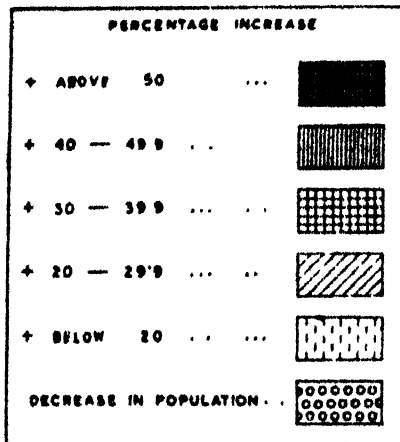 PERCENTAGE INCREASE
+ ABOVE 50 ...
+ 40 — 49 9 . .
+ 30 — 39.9 ... . .
+ 20 — 29.9 ... ..
+ BELOW 20 .. ...
DECREASE IN POPULATION . .